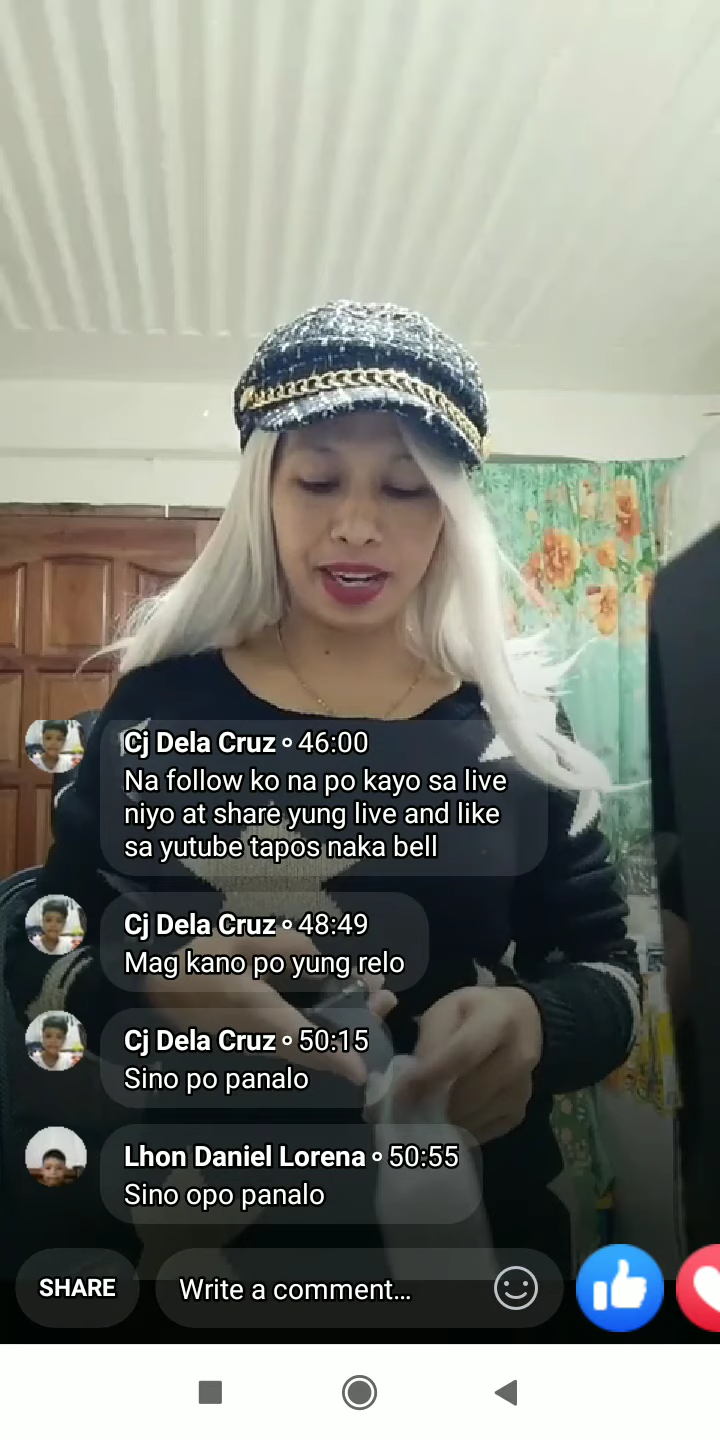 Cj Dela Cruz • 46:00
Na follow ko na po kayo sa live
niyo at share yung live and like
sa yutube tapos naka bell
Cj Dela Cruz • 48:49
Mag kano po yung relo
Cj Dela Cruz • 50:15
Sino po panalo
Lhon Daniel Lorena • 50:55
Sino opo panalo
SHARE
Write a comment...